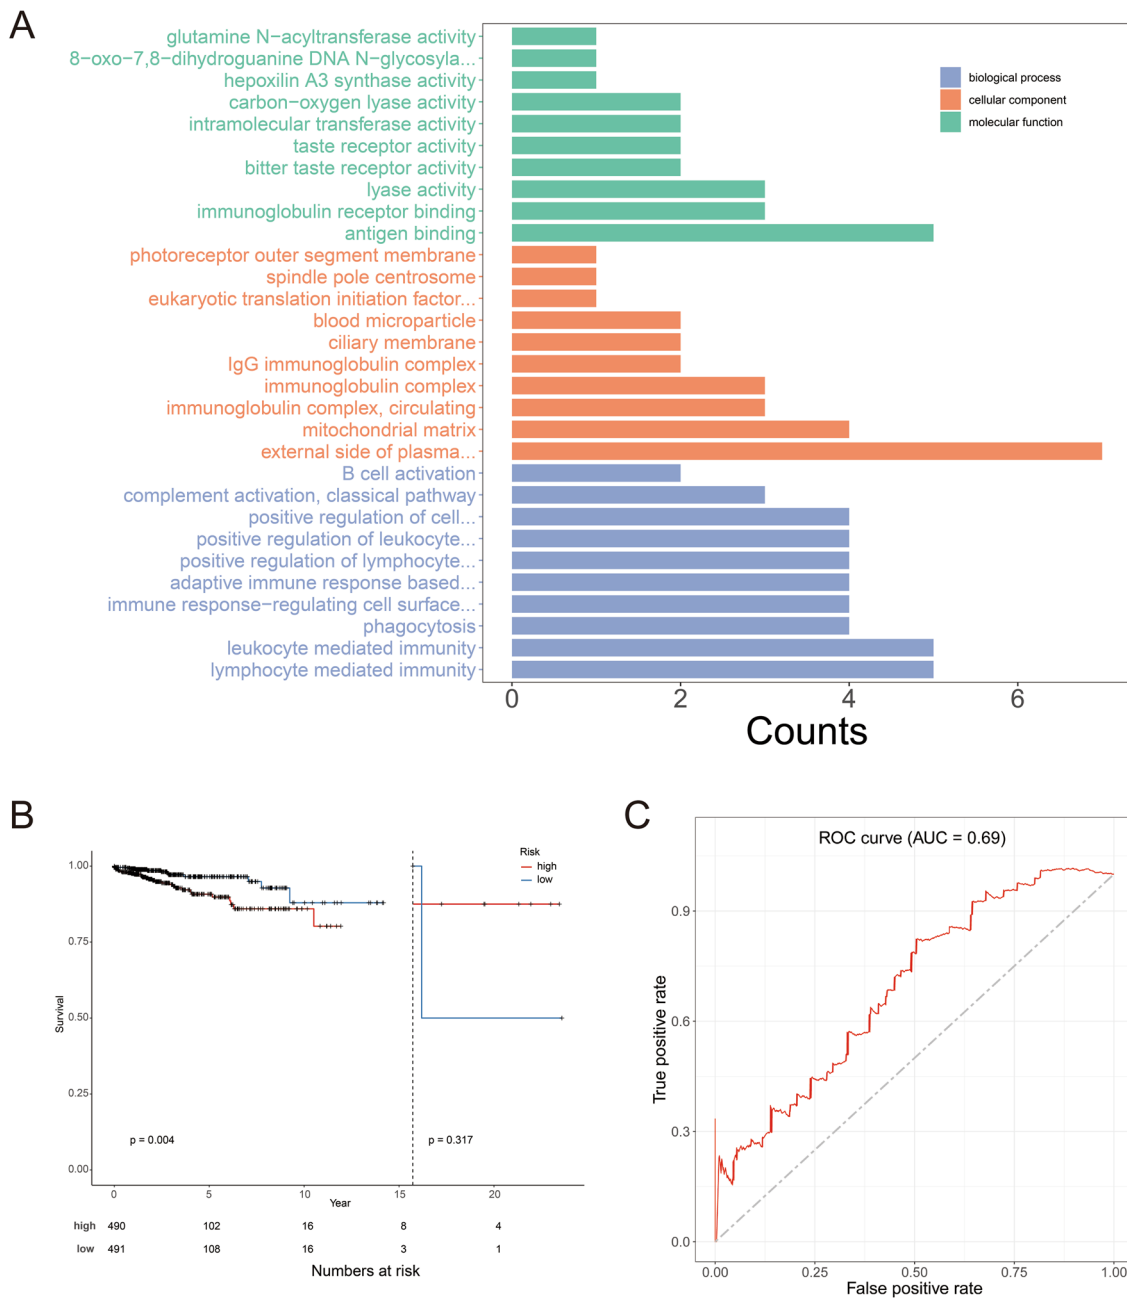 A
glutamine N−acyltransferase activity
8−oxo−7,8−dihydroguanine DNA N−glycosyla...
hepoxilin A3 synthase activity
carbon−oxygen lyase activity
intramolecular transferase activity
taste receptor activity
bitter taste receptor activity
lyase activity
immunoglobulin receptor binding
antigen binding
photoreceptor outer segment membrane
spindle pole centrosome
eukaryotic translation initiation factor...
blood microparticle
ciliary membrane
IgG immunoglobulin complex
immunoglobulin complex
immunoglobulin complex, circulating
mitochondrial matrix
external side of plasma...
B cell activation
complement activation, classical pathway
positive regulation of cell...
positive regulation of leukocyte...
positive regulation of lymphocyte...
adaptive immune response based...
immune response−regulating cell surface...
phagocytosis
leukocyte mediated immunity
lymphocyte mediated immunity
biological process
cellular component
molecular function
0 2 4 6
Counts
B
Risk
high
low
1.00
0.75
0.50
0.25
0.00
Survival
p = 0.004
p = 0.317
0 5 10 15 20
Year
high 490 102 16 8 4
low 491 108 16 3 1
Numbers at risk
C
ROC curve (AUC = 0.69)
0.9
0.6
0.3
0.0
True positive rate
0.00 0.25 0.50 0.75 1.00
False positive rate